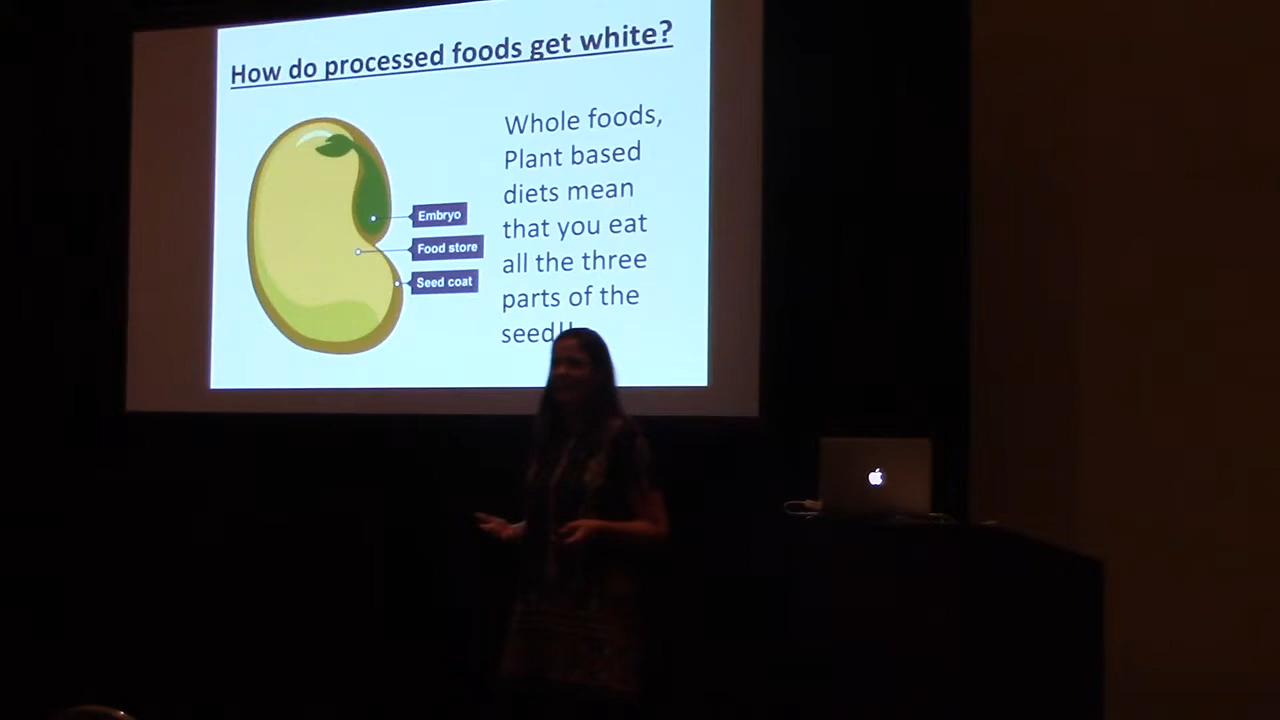 How do processed foods get white?
Whole foods,
Plant based
diets mean
that you eat
all the three
parts of the
seed!!
Embryo
Food store
Seed coat